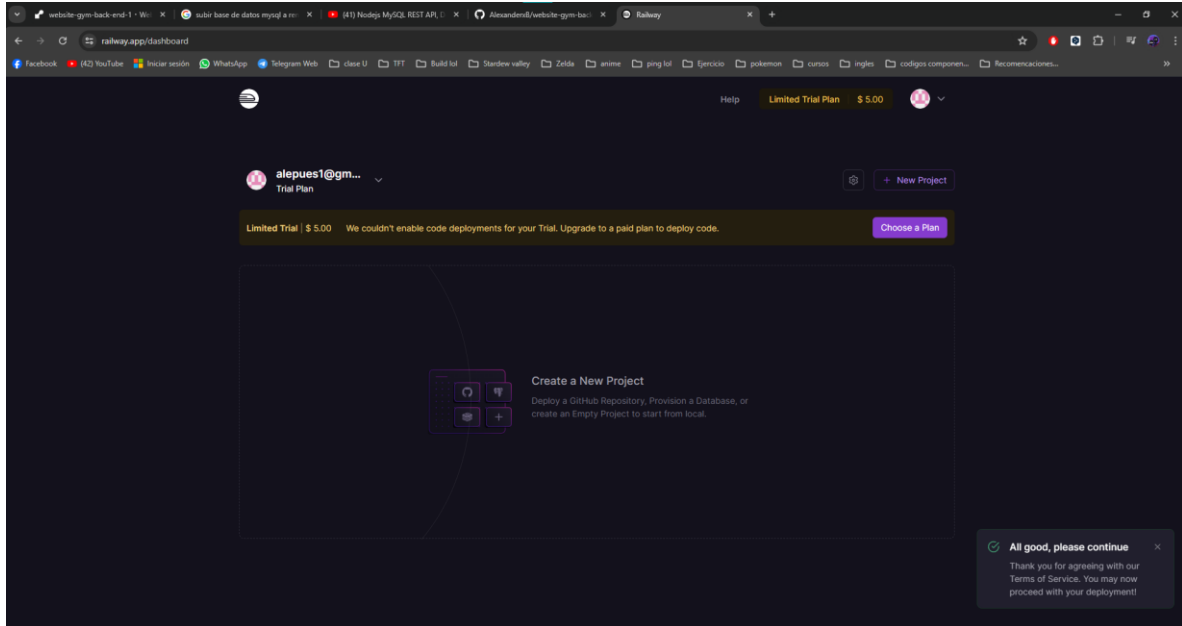 website-gym-back-end-1 · We
subir base de datos mysql a re
(41) Nodejs MySQL REST API, D
Alexanders8/website-gym-bac
Railway
railway.app/dashboard
Facebook
(42) YouTube
Iniciar sesión
WhatsApp
Telegram Web
clase U
TFT
Build lol
Stardew valley
Zelda
anime
ping lol
Ejercicio
pokemon
cursos
ingles
codigos componen...
Recomencaciones...
Help
Limited Trial Plan
$ 5.00
alepues1@gm...
Trial Plan
+ New Project
Limited Trial | $ 5.00 We couldn't enable code deployments for your Trial. Upgrade to a paid plan to deploy code.
Choose a Plan
Create a New Project
Deploy a GitHub Repository, Provision a Database, or
create an Empty Project to start from local.
All good, please continue
Thank you for agreeing with our
Terms of Service. You may now
proceed with your deployment!